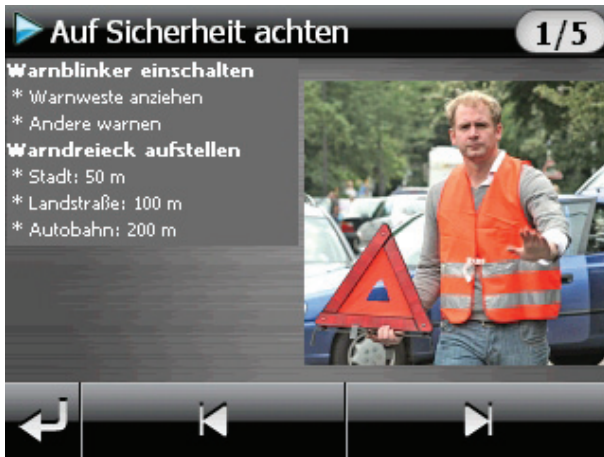 Auf Sicherheit achten
1/5
Warnblinker einschalten
* Warnweste anziehen
* Andere warnen
Warndreieck aufstellen
* Stadt: 50 m
* Landstraße: 100 m
* Autobahn: 200 m